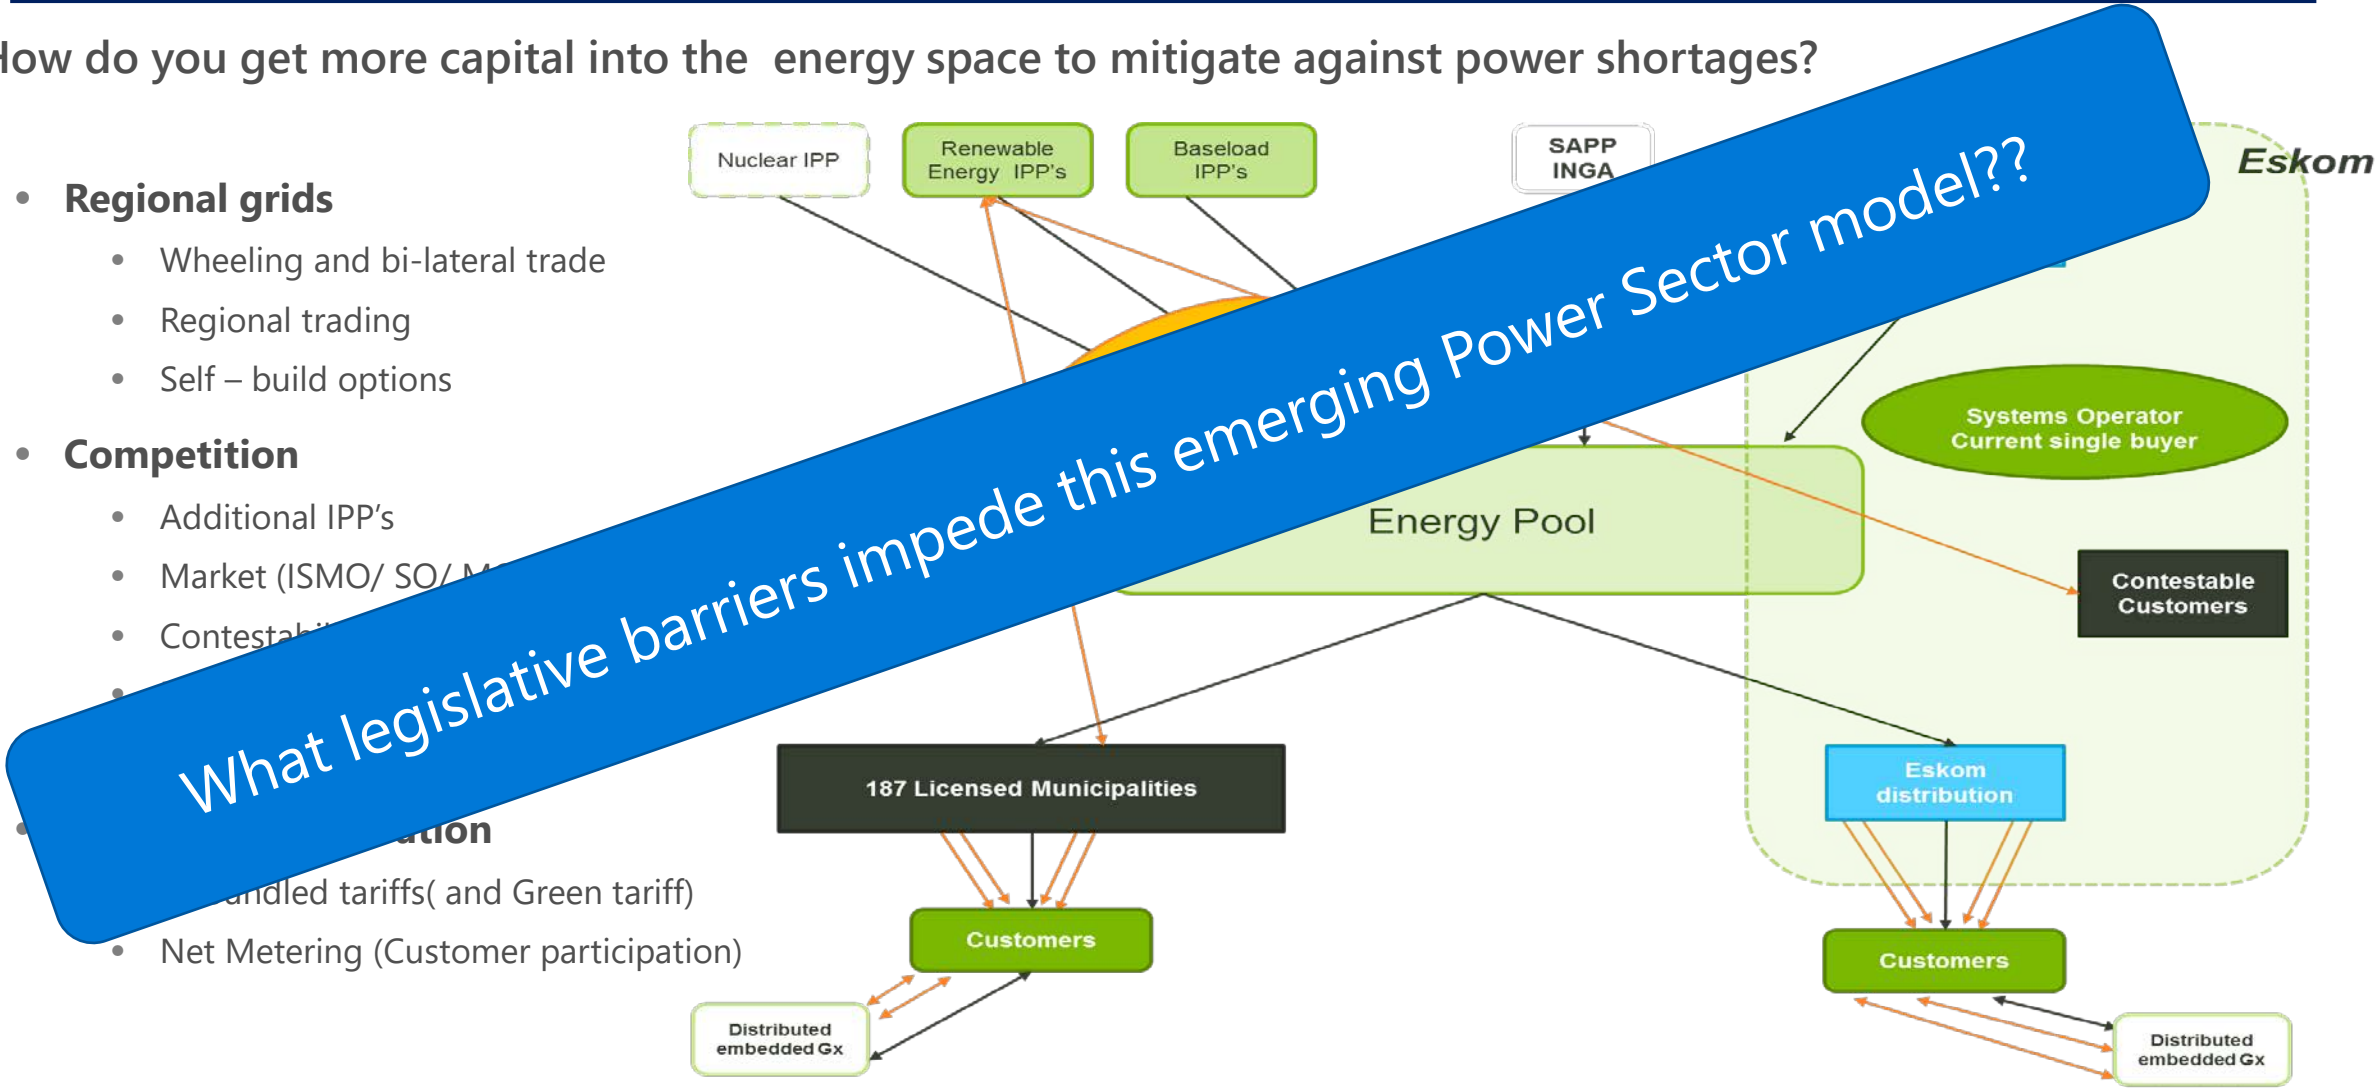 How do you get more capital into the energy space to mitigate against power shortages?
• Regional grids
• Wheeling and bi-lateral trade
• Regional trading
• Self – build options
• Competition
• Additional IPP's
• Market (ISMO/ SO/
•
•
• Net Metering (Customer participation)
tariffs( and Green tariff)
What legislative barriers impede this emerging Power Sector model??
Nuclear IPP
Renewable
Energy IPP's
Baseload
IPP's
SAPP
INGA
Eskom
Systems Operator
Current single buyer
Energy Pool
Contestable
Customers
187 Licensed Municipalities
Eskom
distribution
Customers
Customers
Distributed
embedded Gx
Distributed
embedded Gx